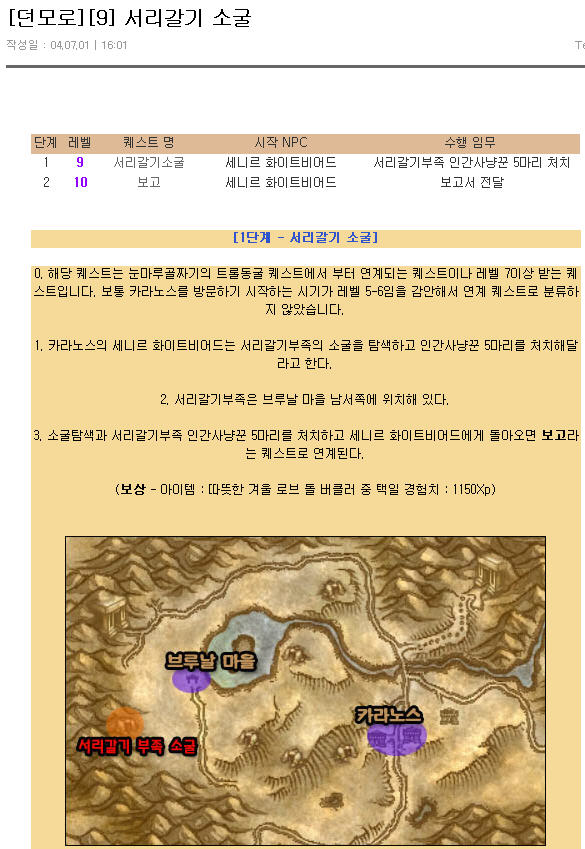 [던모로][9] 서리갈기 소굴
작성일 : 04.07.01 | 16:01
단계 레벨 퀘스트 명 시작 NPC 수행 임무
1 9 서리갈기소굴 세니르 화이트비어드 서리갈기부족 인간사냥꾼 5마리 처치
2 10 보고 세니르 화이트비어드 보고서 전달
[1단계 - 서리갈기 소굴]
0. 해당 퀘스트는 눈마루골짜기의 트롤동굴 퀘스트에서 부터 연계되는 퀘스트이나 레벨 7이상 받는 퀘
스트입니다. 보통 카라노스를 방문하기 시작하는 시기가 레벨 5-6임을 감안해서 연계 퀘스트로 분류하
지 않았습니다.
1. 카라노스의 세니르 화이트비어드는 서리갈기부족의 소굴을 탐색하고 인간사냥꾼 5마리를 처치해달
라고 한다.
2. 서리갈기부족은 브루날 마을 남서쪽에 위치해 있다.
3. 소굴탐색과 서리갈기부족 인간사냥꾼 5마리를 처치하고 세니르 화이트비어드에게 돌아오면 보고라
는 퀘스트로 연계된다.
(보상 - 아이템 : 따뜻한 겨울 로브 돌 버클러 중 택일 경험치 : 1150Xp)
브루날 마을
카라노스
서리갈기 부족 소굴